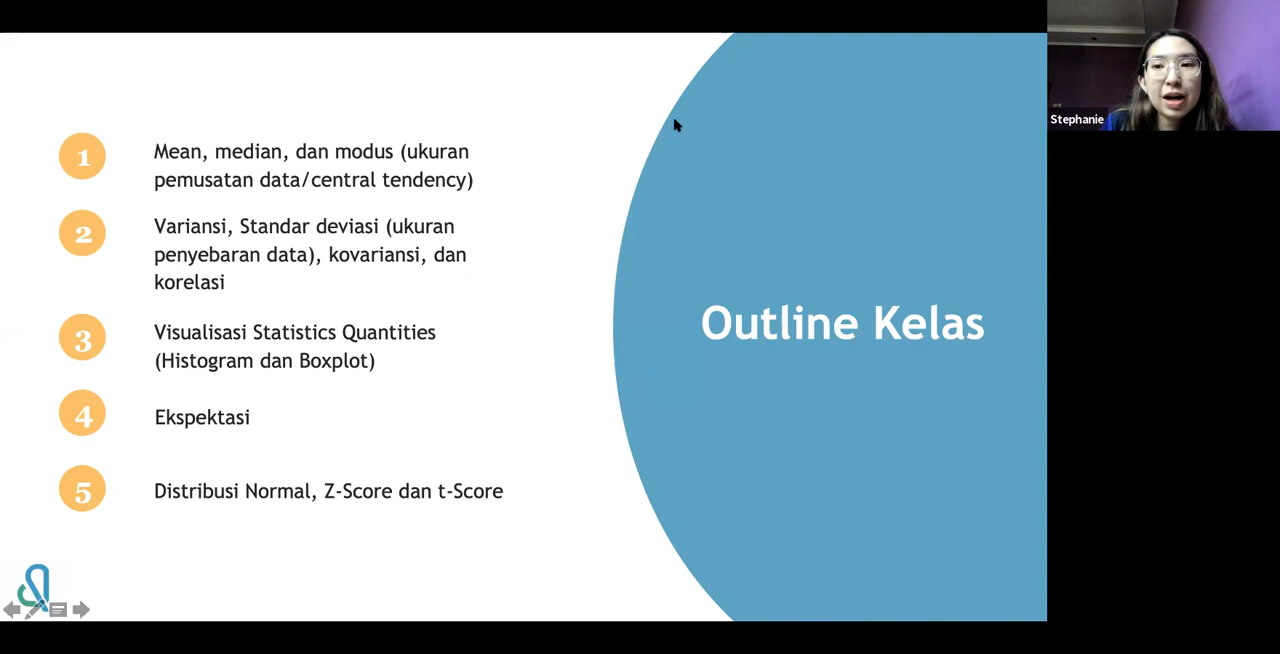 1
Mean, median, dan modus (ukuran
pemusatan data/central tendency)
2
Variansi, Standar deviasi (ukuran
penyebaran data), kovariansi, dan
korelasi
3
Visualisasi Statistics Quantities
(Histogram dan Boxplot)
4
Ekspektasi
5
Distribusi Normal, Z-Score dan t-Score
Outline Kelas
Stephanie